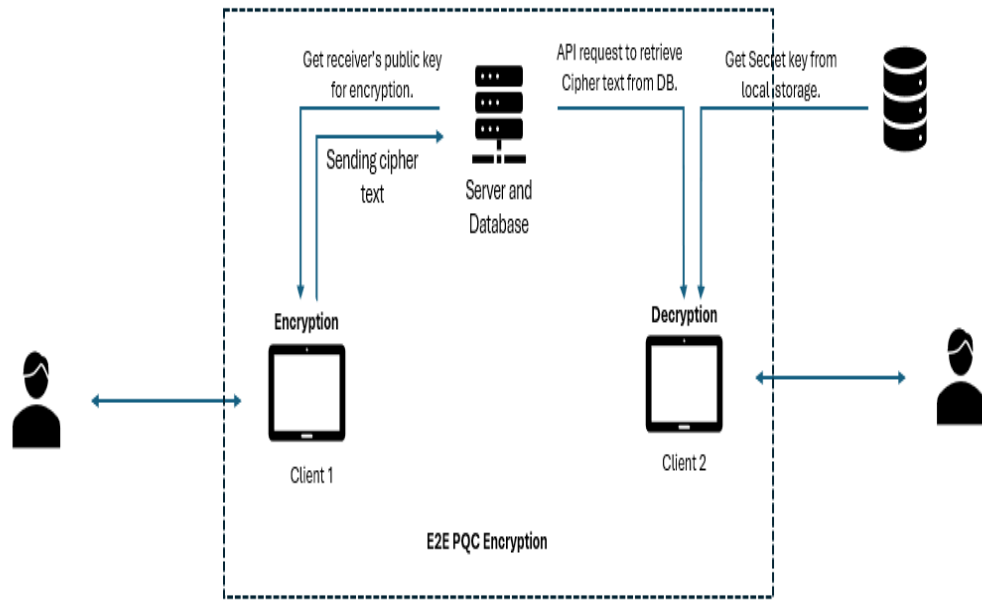 Get receiver's public key
for encryption.
API request to retrieve
Cipher text from DB.
Get Secret key from
local storage.
Sending cipher
text
Server and
Database
Encryption
Decryption
Client 1
Client 2
E2E PQC Encryption